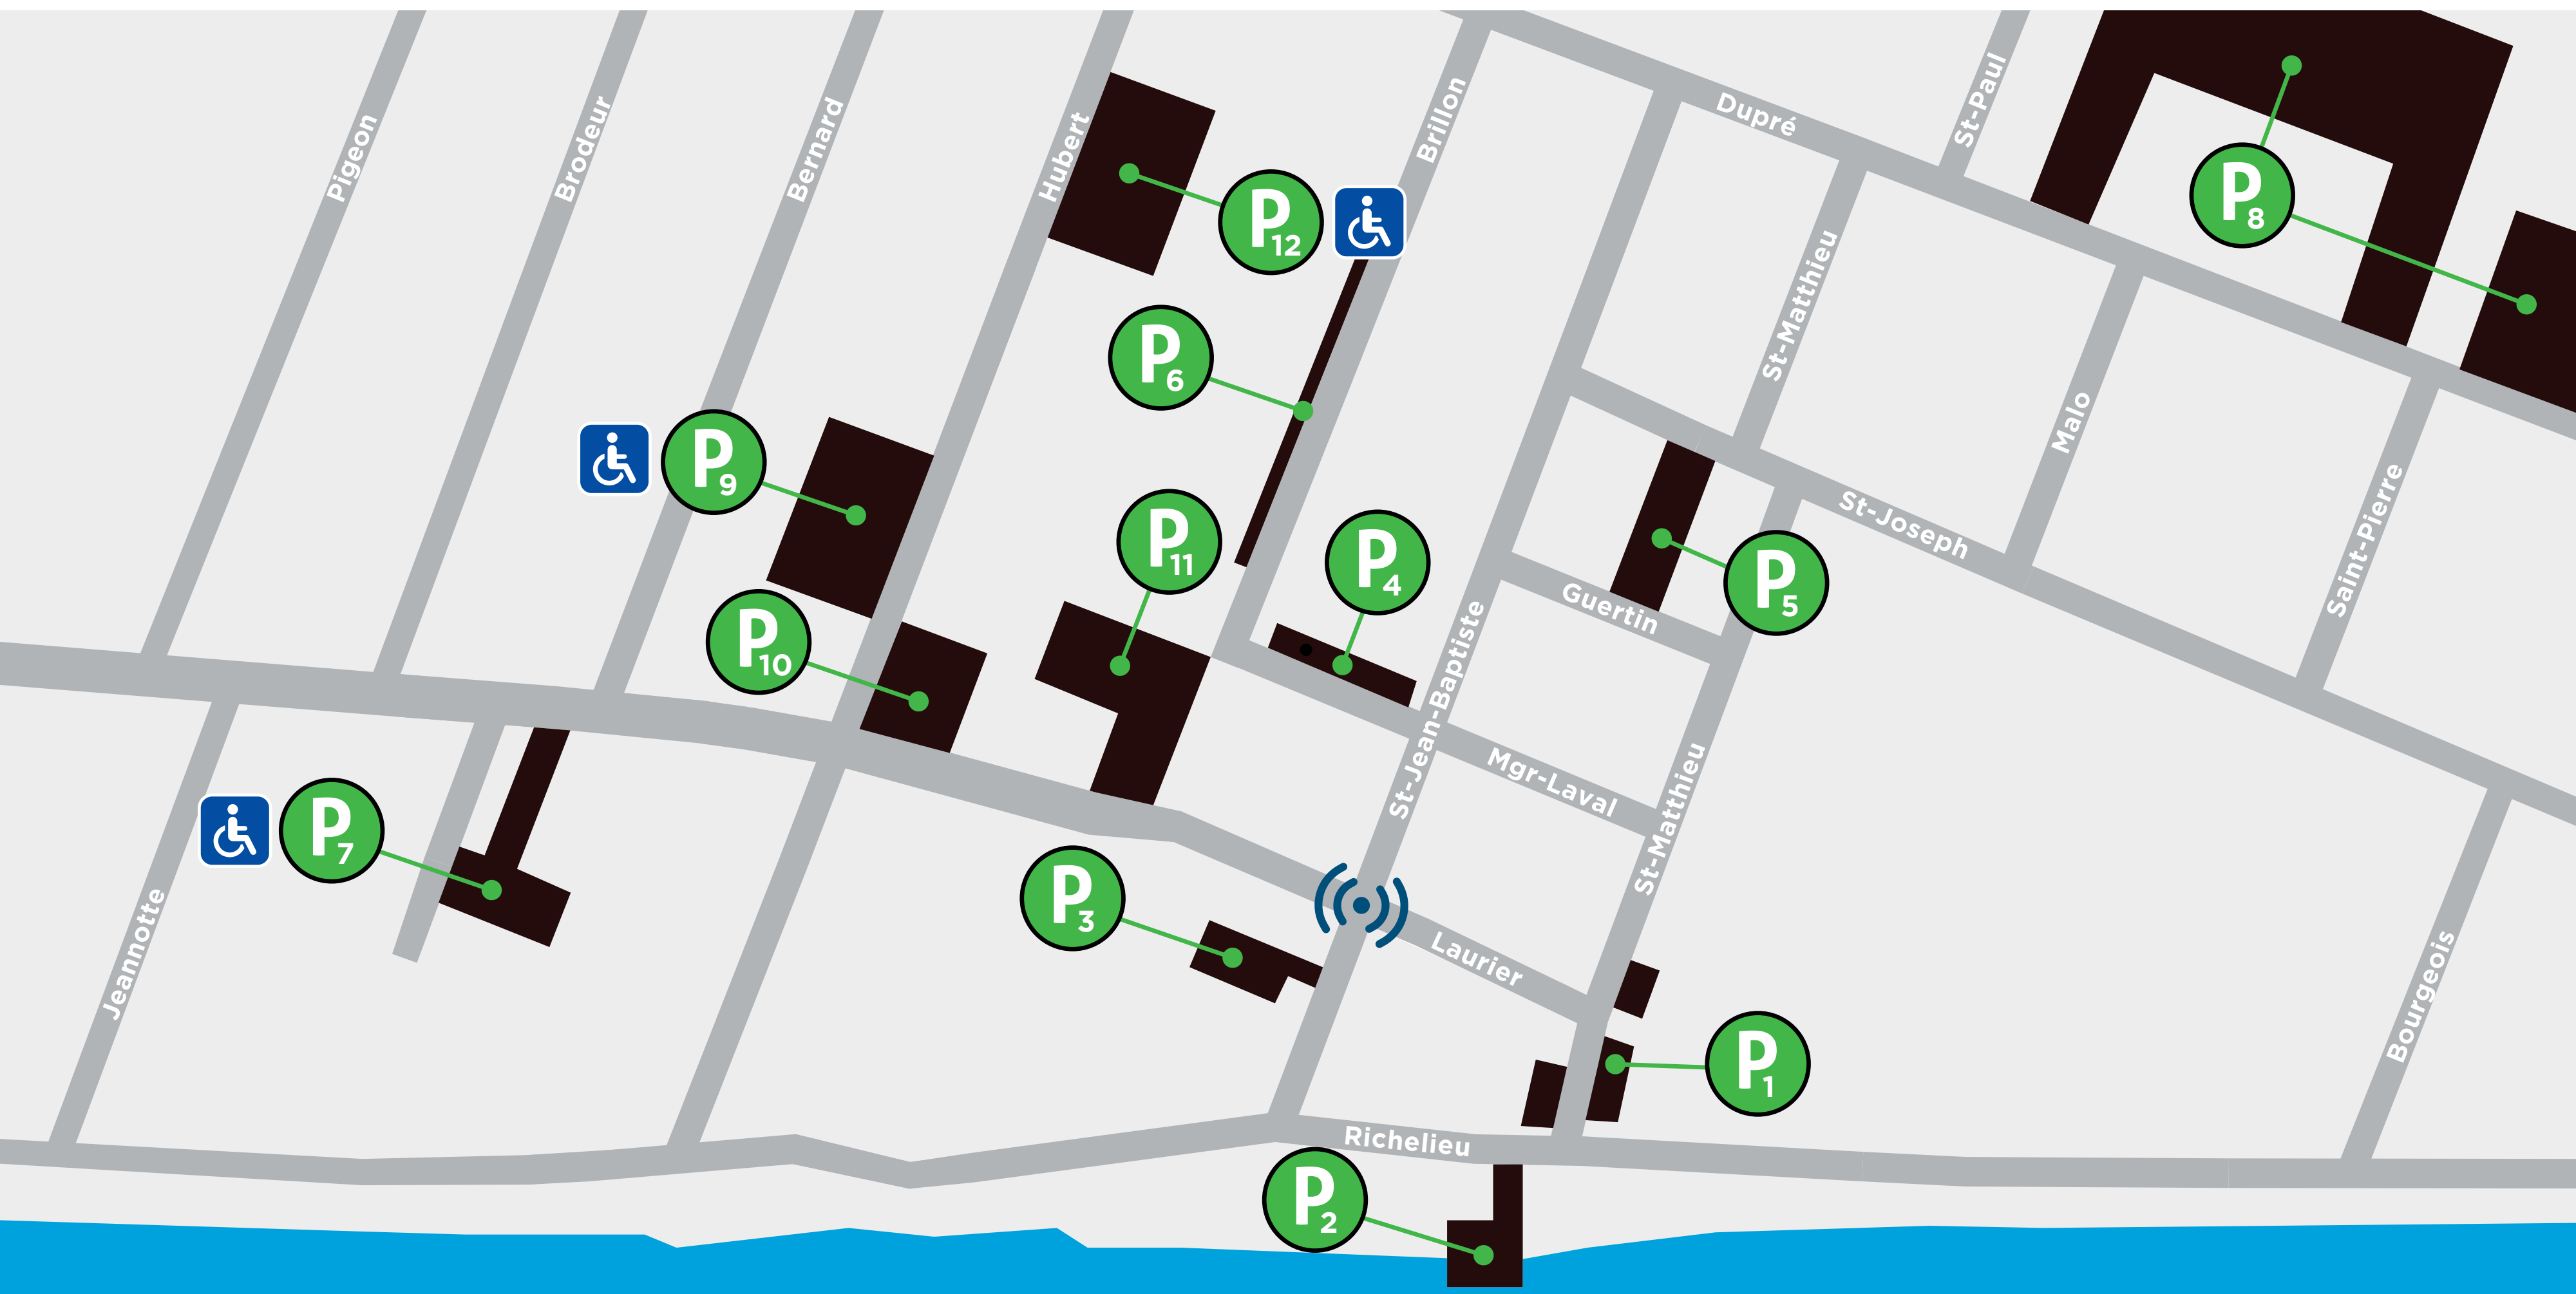 Pigeon
Brodeur
Bernard
Hubert
Brillon
Dupré
St-Paul
P8
P12
St-Matthieu
P6
Malo
P9
P11
P4
St-Joseph
Saint-Pierre
P5
Guertin
P10
St-Jean-Baptiste
Mgr-Laval
St-Matthieu
P7
P3
Laurier
Jeannotte
Bourgeois
P1
Richelieu
P2